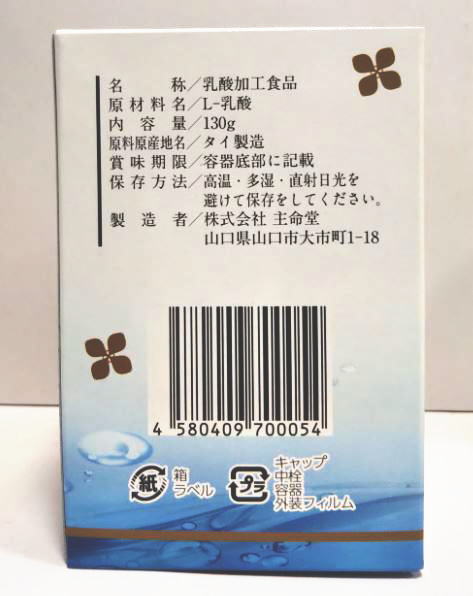 名称/乳酸加工食品
原材料名/L-乳酸
内容量/130g
原料原産地名/タイ製造
賞味期限/容器底部に記載
保存方法/高温・多湿・直射日光を
避けて保存をしてください。
製造者/株式会社 主命堂
山口県山口市大市町1-18
4 580409 700054
紙
箱
ラベル
プラ
キャップ
中栓
容器
外装フィルム